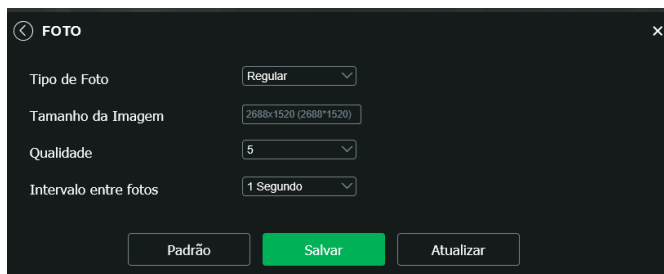 FOTO
Tipo de Foto Regular
Tamanho da Imagem 2688x1520 (2688*1520)
Qualidade 5
Intervalo entre fotos 1 Segundo
Padrão Salvar Atualizar